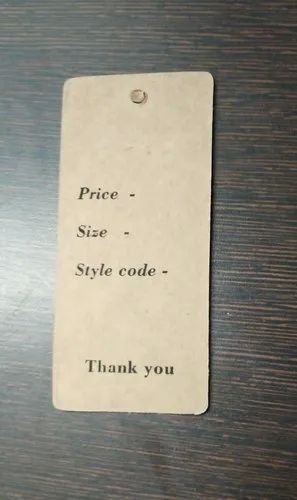 Price -
Size -
Style code -
Thank you